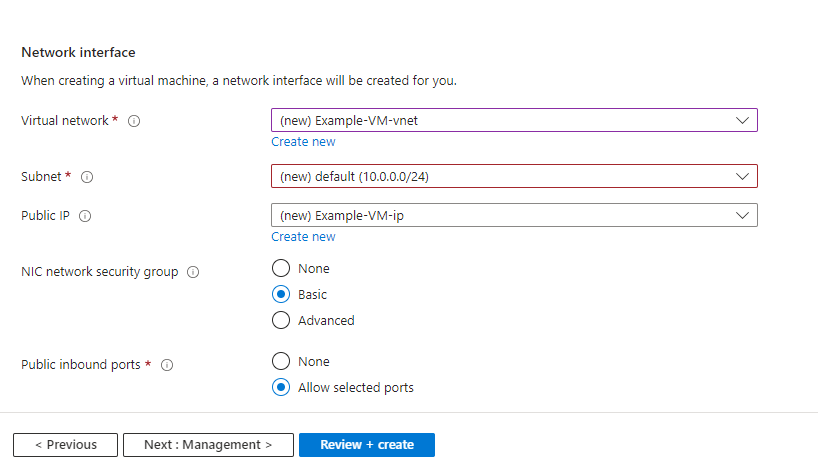 Network interface
When creating a virtual machine, a network interface will be created for you.
Virtual network *
(new) Example-VM-vnet
Create new
Subnet *
(new) default (10.0.0.0/24)
Public IP
(new) Example-VM-ip
Create new
NIC network security group
None
Basic
Advanced
Public inbound ports *
None
Allow selected ports
< Previous
Next : Management >
Review + create